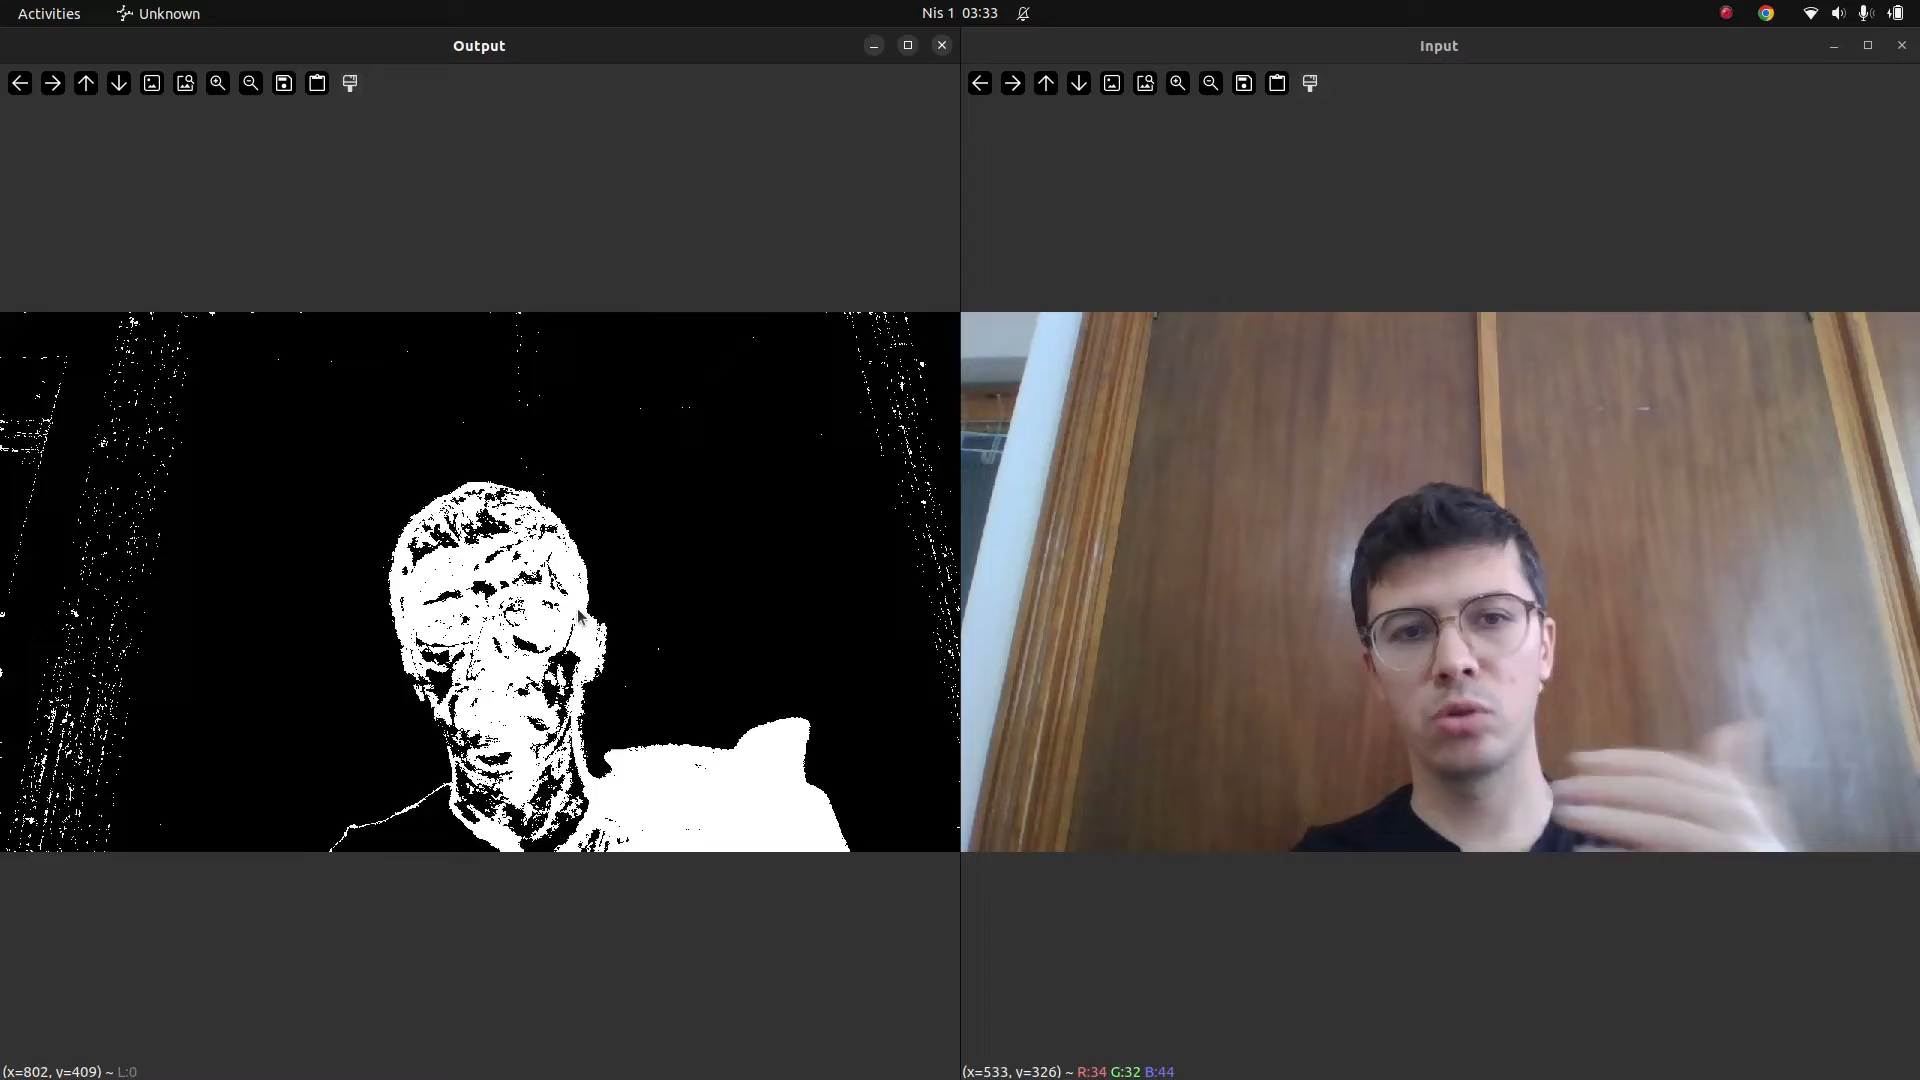 Activities
Unknown
Nis 1 03:33
Output
Input
(x=802, y=409) ~ L:0
(x=533, y=326) ~ R:34 G:32 B:44